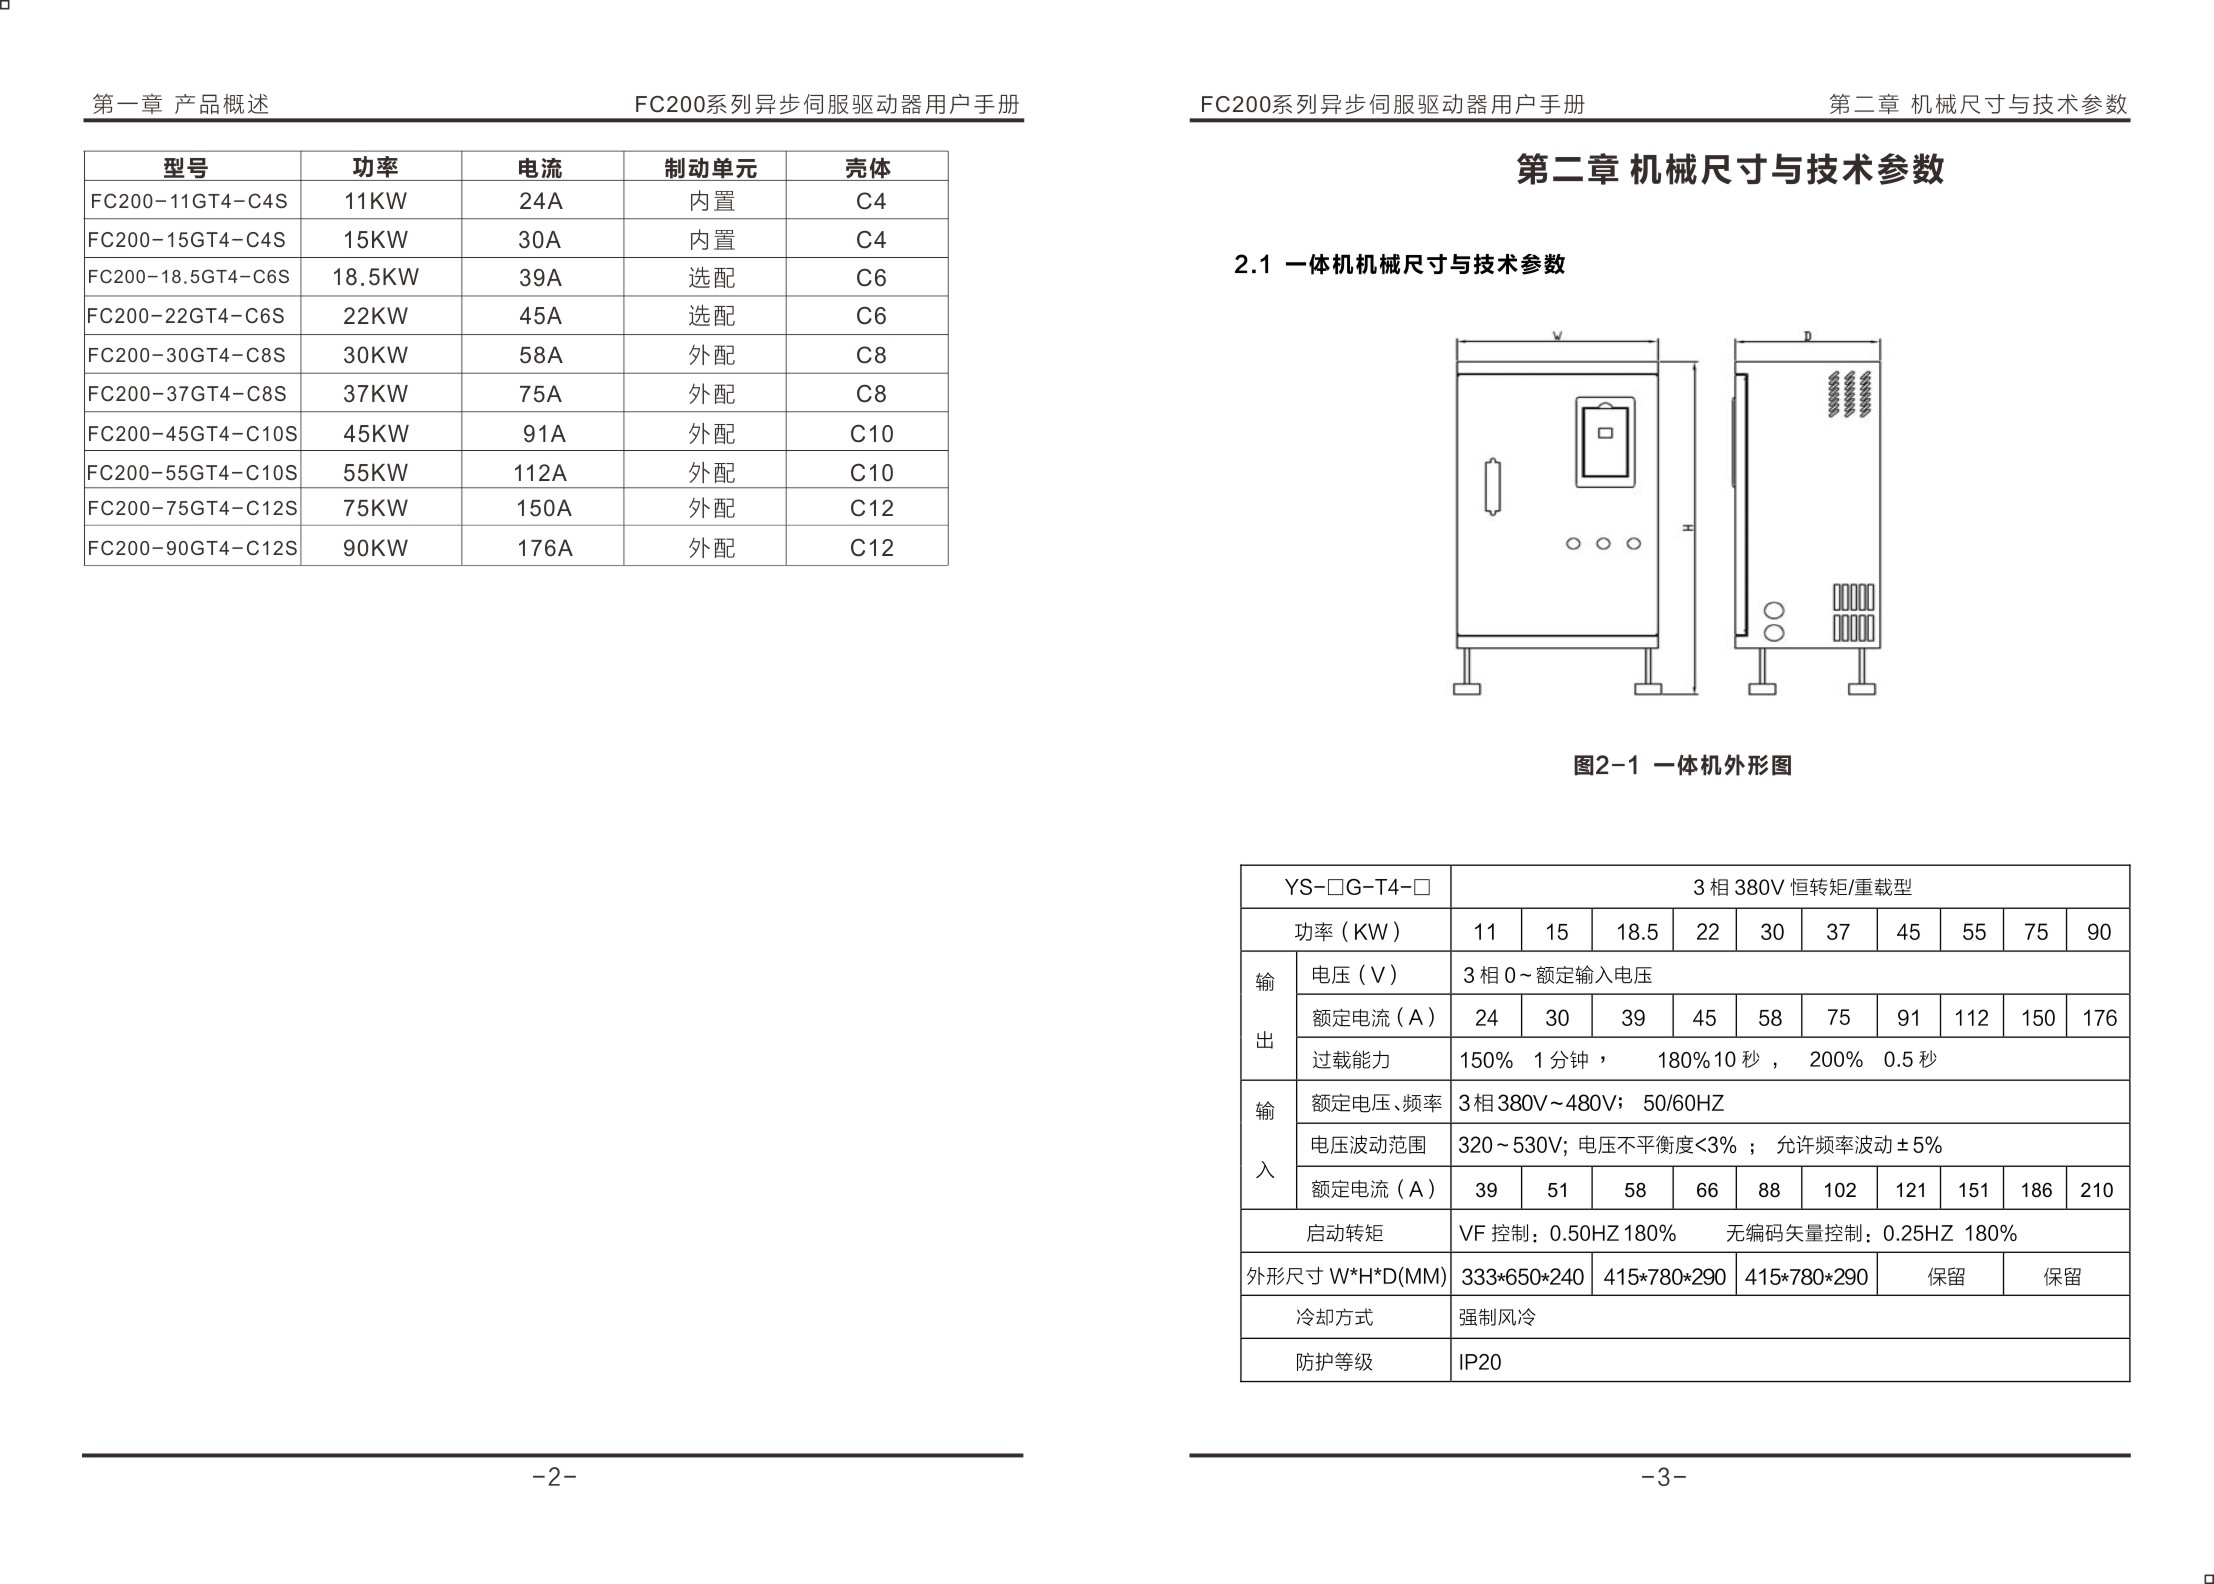 第一章 产品概述 FC200系列异步伺服驱动器用户手册
型号 功率 电流 制动单元 壳体
FC200-11GT4-C4S 11KW 24A 内置 C4
FC200-15GT4-C4S 15KW 30A 内置 C4
FC200-18.5GT4-C6S 18.5KW 39A 选配 C6
FC200-22GT4-C6S 22KW 45A 选配 C6
FC200-30GT4-C8S 30KW 58A 外配 C8
FC200-37GT4-C8S 37KW 75A 外配 C8
FC200-45GT4-C10S 45KW 91A 外配 C10
FC200-55GT4-C10S 55KW 112A 外配 C10
FC200-75GT4-C12S 75KW 150A 外配 C12
FC200-90GT4-C12S 90KW 176A 外配 C12
-2-
FC200系列异步伺服驱动器用户手册 第二章 机械尺寸与技术参数
第二章 机械尺寸与技术参数
2.1 一体机机械尺寸与技术参数
W D
H
图2-1 一体机外形图
YS-□G-T4-□ 3 相 380V 恒转矩/重载型
功率（KW） 11 15 18.5 22 30 37 45 55 75 90
输出 电压（V） 3 相 0～额定输入电压
额定电流（A） 24 30 39 45 58 75 91 112 150 176
过载能力 150% 1 分钟， 180% 10 秒， 200% 0.5 秒
输入 额定电压、频率 3相380V~480V； 50/60HZ
电压波动范围 320～530V; 电压不平衡度<3% ； 允许频率波动±5%
额定电流（A） 39 51 58 66 88 102 121 151 186 210
启动转矩 VF 控制：0.50HZ 180% 无编码矢量控制：0.25HZ 180%
外形尺寸 W*H*D(MM) 333*650*240 415*780*290 415*780*290 保留 保留
冷却方式 强制风冷
防护等级 IP20
-3-